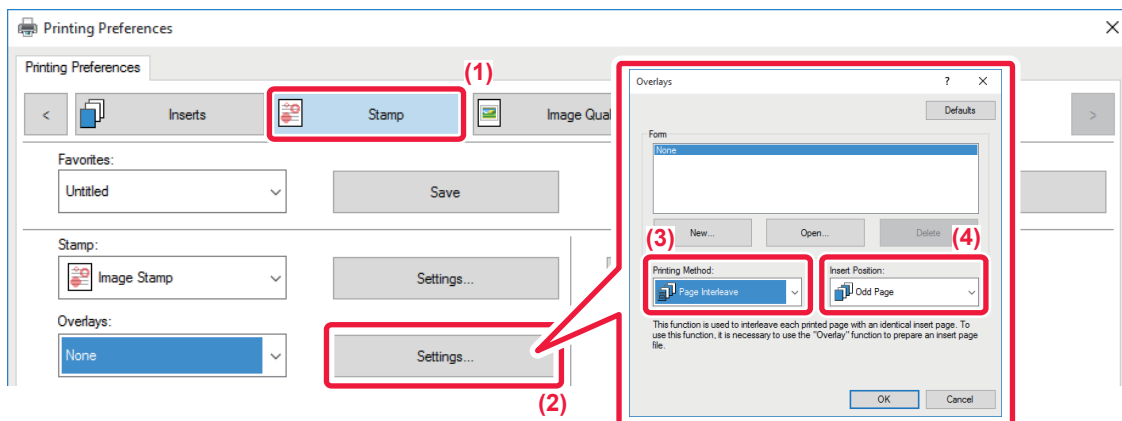 Printing Preferences
Printing Preferences
(1)
<
Inserts
Stamp
Image Qual
>
Favorites:
Untitled
Save
Stamp:
Image Stamp
Settings...
Overlays:
None
Settings...
(2)
Overlays
?
Defaults
Form
None
New...
Open...
Delete
(3)
(4)
Printing Method:
Insert Position:
Page Interleave
Odd Page
This function is used to interleave each printed page with an identical insert page. To
use this function, it is necessary to use the "Overlay" function to prepare an insert page
file.
OK
Cancel